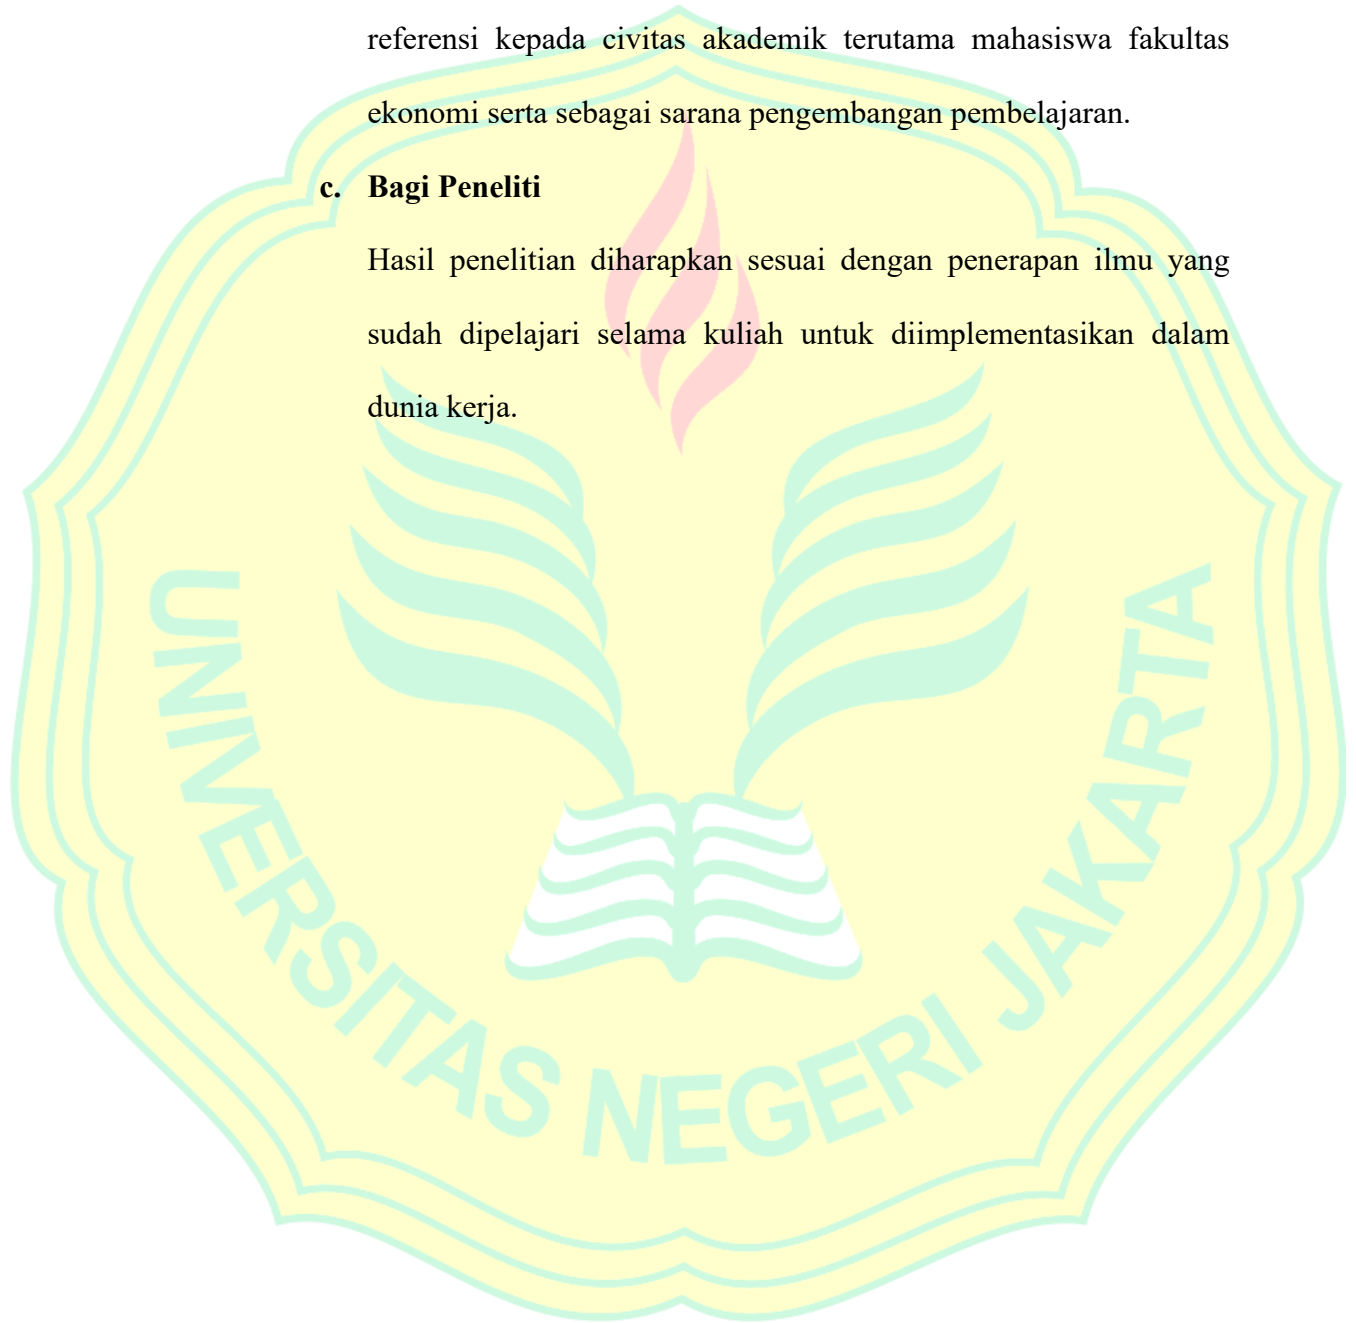 referensi kepada civitas akademik terutama mahasiswa fakultas
ekonomi serta sebagai sarana pengembangan pembelajaran.
c. Bagi Peneliti
Hasil penelitian diharapkan sesuai dengan penerapan ilmu yang
sudah dipelajari selama kuliah untuk diimplementasikan dalam
dunia kerja.
UNIVERSITAS NEGERI JAKARTA